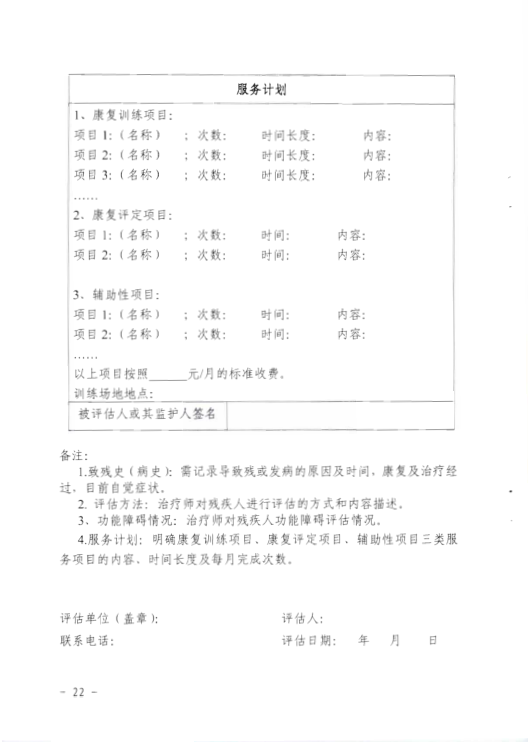 服务计划
1、康复训练项目:
项目 1:（名称） ；次数: 时间长度: 内容:
项目 2:（名称） ；次数: 时间长度: 内容:
项目 3:（名称） ；次数: 时间长度: 内容:
……
2、康复评定项目:
项目 1:（名称） ；次数: 时间: 内容:
项目 2:（名称） ；次数: 时间: 内容:
3、辅助性项目:
项目 1:（名称） ；次数: 时间: 内容:
项目 2:（名称） ；次数: 时间: 内容:
……
以上项目按照______元/月的标准收费。
训练场地地点:
被评估人或其监护人签名
备注:
1.致残史（病史）: 需记录导致残或发病的原因及时间、康复及治疗经
过、目前自觉症状。
2. 评估方法: 治疗师对残疾人进行评估的方式和内容描述。
3、功能障碍情况: 治疗师对残疾人功能障碍评估情况。
4.服务计划: 明确康复训练项目、康复评定项目、辅助性项目三类服
务项目的内容、时间长度及每月完成次数。
评估单位（盖章）: 评估人:
联系电话: 评估日期: 年 月 日
- 22 -